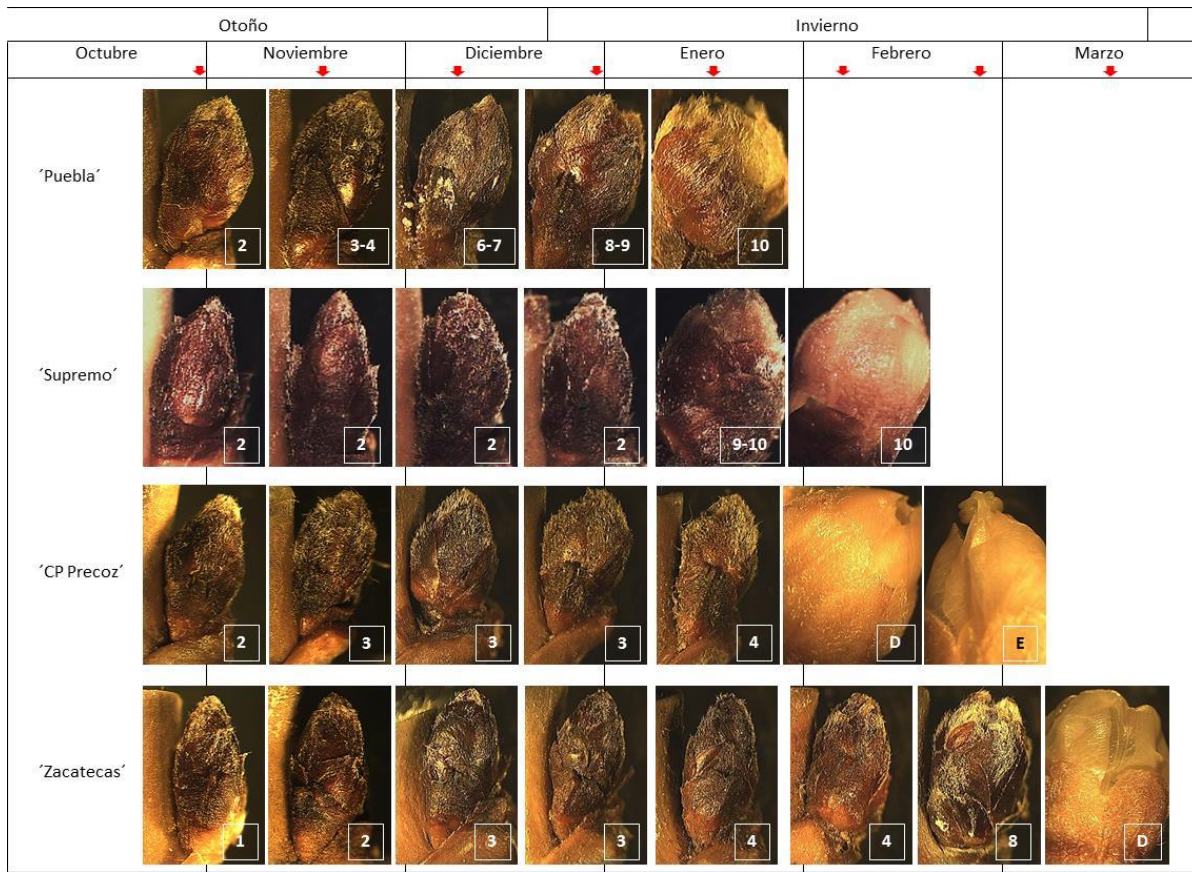 Otoño Invierno
Octubre Noviembre Diciembre Enero Febrero Marzo
´Puebla´ 2 3-4 6-7 8-9 10
´Supremo´ 2 2 2 2 9-10 10
´CP Precoz´ 2 3 3 3 4 D E
´Zacatecas´ 1 2 3 3 4 4 8 D